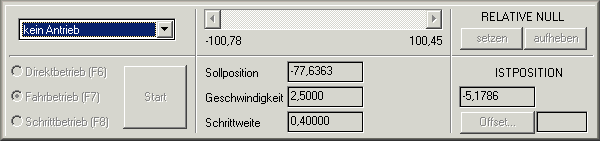 kein Antrieb
-100,78 100,45
RELATIVE NULL
setzen aufheben
Direktbetrieb (F6)
Fahrbetrieb (F7)
Schrittbetrieb (F8)
Start
Sollposition -77,6363
Geschwindigkeit 2,5000
Schrittweite 0,40000
ISTPOSITION
-5,1786
Offset...